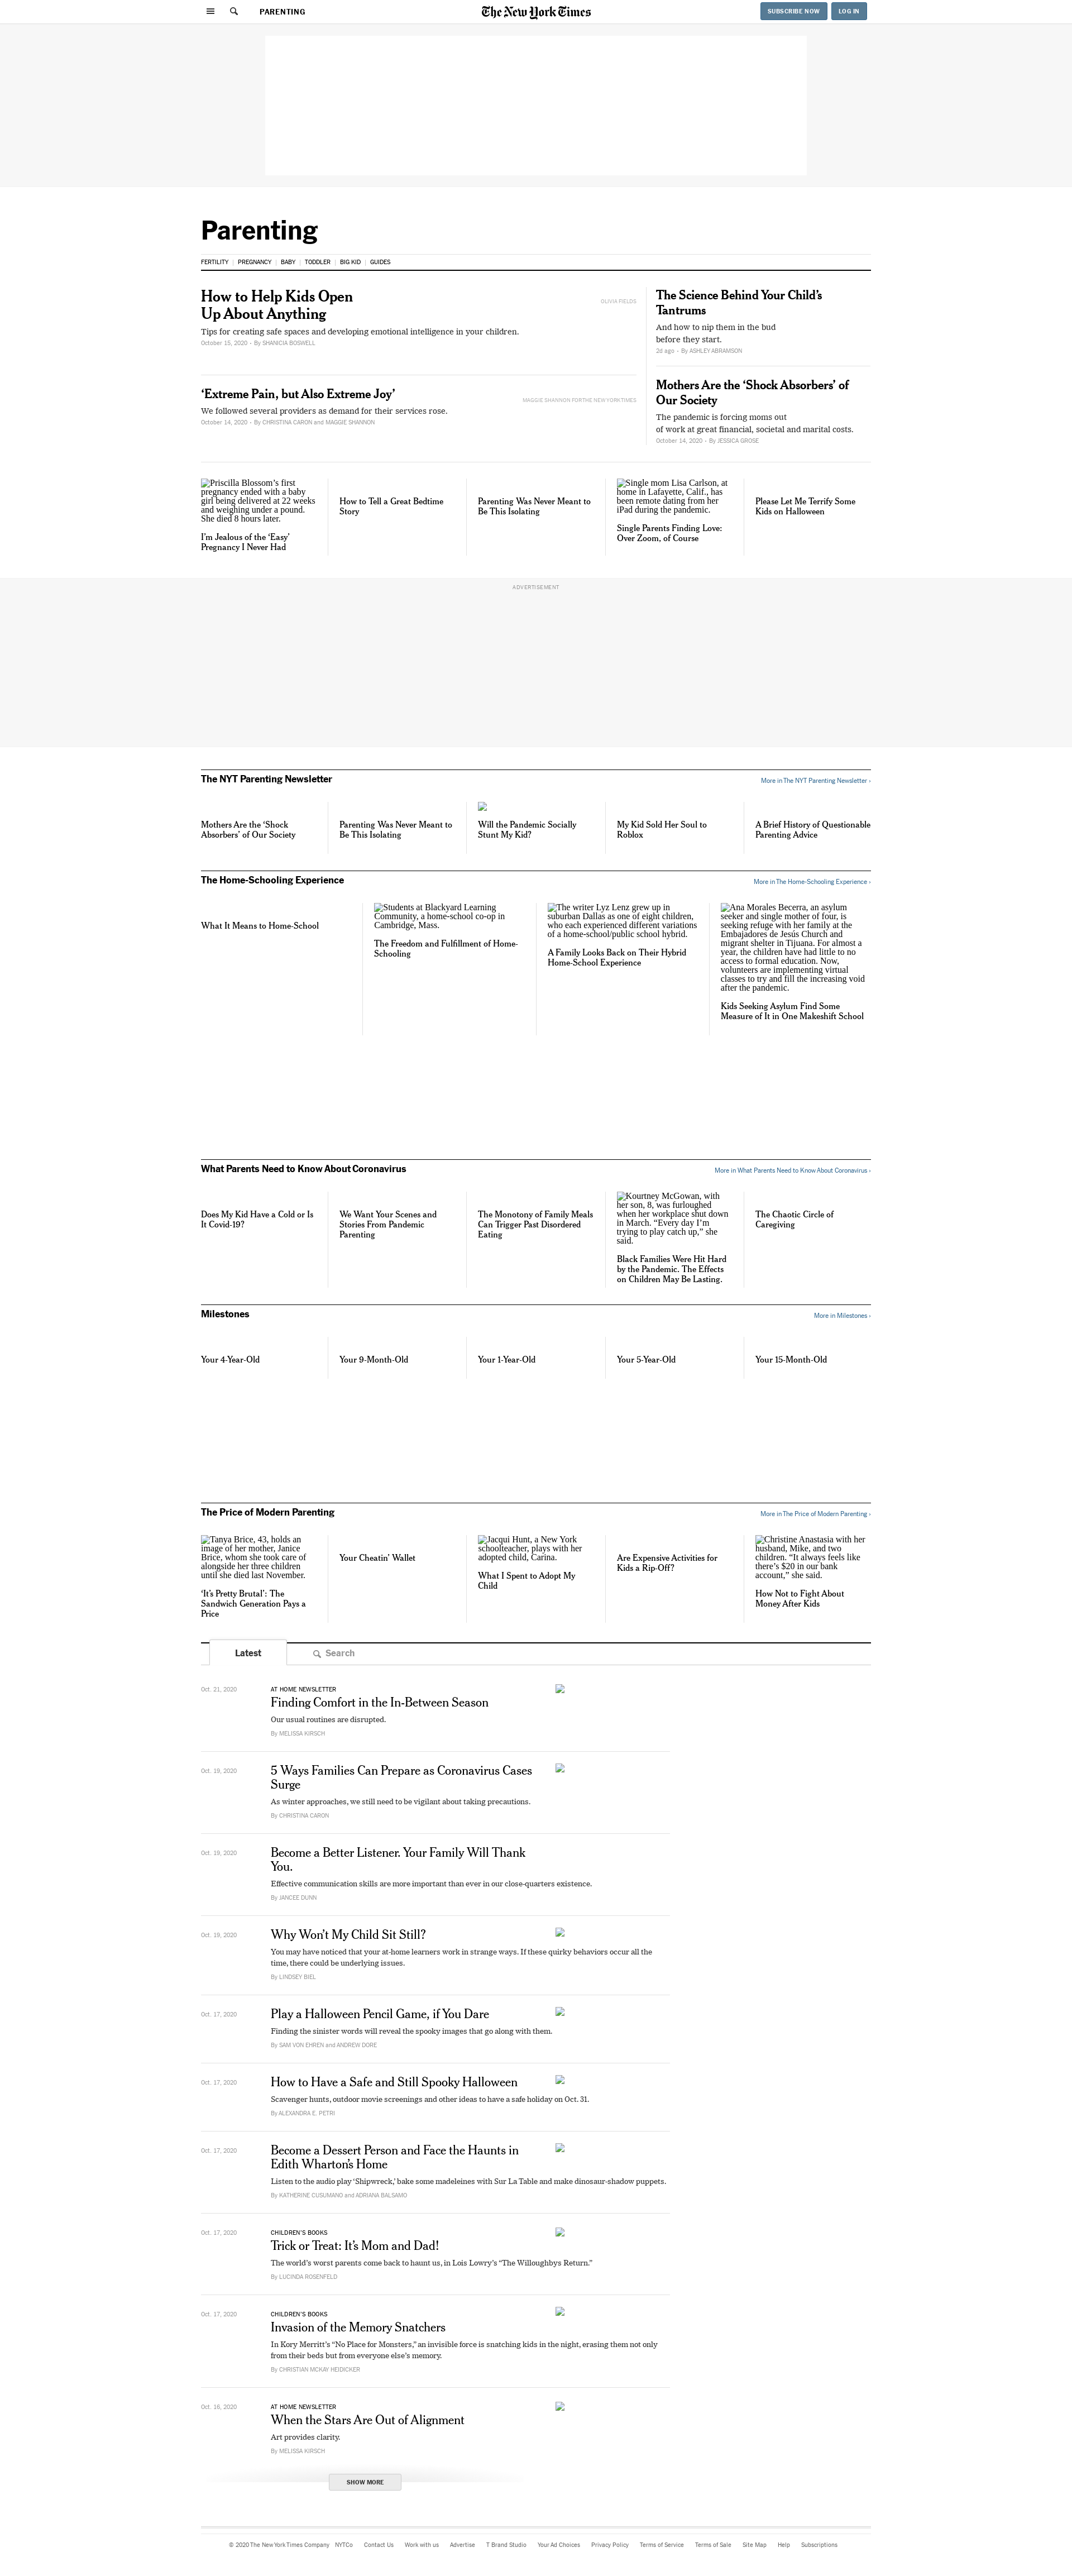 PARENTING
The New York Times
SUBSCRIBE NOW
LOG IN
Parenting
FERTILITY | PREGNANCY | BABY | TODDLER | BIG KID | GUIDES
How to Help Kids Open
Up About Anything
Tips for creating safe spaces and developing emotional intelligence in your children.
October 15, 2020 · By SHANICIA BOSWELL
OLIVIA FIELDS
‘Extreme Pain, but Also Extreme Joy’
We followed several providers as demand for their services rose.
October 14, 2020 · By CHRISTINA CARON and MAGGIE SHANNON
MAGGIE SHANNON FOR THE NEW YORK TIMES
The Science Behind Your Child’s
Tantrums
And how to nip them in the bud
before they start.
2d ago · By ASHLEY ABRAMSON
Mothers Are the ‘Shock Absorbers’ of
Our Society
The pandemic is forcing moms out
of work at great financial, societal and marital costs.
October 14, 2020 · By JESSICA GROSE
Priscilla Blossom’s first
pregnancy ended with a baby
girl being delivered at 22 weeks
and weighing under a pound.
She died 8 hours later.
I’m Jealous of the ‘Easy’
Pregnancy I Never Had
How to Tell a Great Bedtime
Story
Parenting Was Never Meant to
Be This Isolating
Single mom Lisa Carlson, at
home in Lafayette, Calif., has
been remote dating from her
iPad during the pandemic.
Single Parents Finding Love:
Over Zoom, of Course
Please Let Me Terrify Some
Kids on Halloween
ADVERTISEMENT
The NYT Parenting Newsletter
More in The NYT Parenting Newsletter ›
Mothers Are the ‘Shock
Absorbers’ of Our Society
Parenting Was Never Meant to
Be This Isolating
Will the Pandemic Socially
Stunt My Kid?
My Kid Sold Her Soul to
Roblox
A Brief History of Questionable
Parenting Advice
The Home-Schooling Experience
More in The Home-Schooling Experience ›
What It Means to Home-School
Students at Blackyard Learning
Community, a home-school co-op in
Cambridge, Mass.
The Freedom and Fulfillment of Home-
Schooling
The writer Lyz Lenz grew up in
suburban Dallas as one of eight children,
who each experienced different variations
of a home-school/public school hybrid.
A Family Looks Back on Their Hybrid
Home-School Experience
Ana Morales Becerra, an asylum
seeker and single mother of four, is
seeking refuge with her family at the
Embajadores de Jesús Church and
migrant shelter in Tijuana. For almost a
year, the children have had little to no
access to formal education. Now,
volunteers are implementing virtual
classes to try and fill the increasing void
after the pandemic.
Kids Seeking Asylum Find Some
Measure of It in One Makeshift School
What Parents Need to Know About Coronavirus
More in What Parents Need to Know About Coronavirus ›
Does My Kid Have a Cold or Is
It Covid-19?
We Want Your Scenes and
Stories From Pandemic
Parenting
The Monotony of Family Meals
Can Trigger Past Disordered
Eating
Kourtney McGowan, with
her son, 8, was furloughed
when her workplace shut down
in March. “Every day I’m
trying to play catch up,” she
said.
Black Families Were Hit Hard
by the Pandemic. The Effects
on Children May Be Lasting.
The Chaotic Circle of
Caregiving
Milestones
More in Milestones ›
Your 4-Year-Old
Your 9-Month-Old
Your 1-Year-Old
Your 5-Year-Old
Your 15-Month-Old
The Price of Modern Parenting
More in The Price of Modern Parenting ›
Tanya Brice, 43, holds an
image of her mother, Janice
Brice, whom she took care of
alongside her three children
until she died last November.
‘It’s Pretty Brutal’: The
Sandwich Generation Pays a
Price
Your Cheatin’ Wallet
Jacqui Hunt, a New York
schoolteacher, plays with her
adopted child, Carina.
What I Spent to Adopt My
Child
Are Expensive Activities for
Kids a Rip-Off?
Christine Anastasia with her
husband, Mike, and two
children. “It always feels like
there’s $20 in our bank
account,” she said.
How Not to Fight About
Money After Kids
Latest
Search
Oct. 21, 2020
AT HOME NEWSLETTER
Finding Comfort in the In-Between Season
Our usual routines are disrupted.
By MELISSA KIRSCH
Oct. 19, 2020
5 Ways Families Can Prepare as Coronavirus Cases
Surge
As winter approaches, we still need to be vigilant about taking precautions.
By CHRISTINA CARON
Oct. 19, 2020
Become a Better Listener. Your Family Will Thank
You.
Effective communication skills are more important than ever in our close-quarters existence.
By JANCEE DUNN
Oct. 19, 2020
Why Won’t My Child Sit Still?
You may have noticed that your at-home learners work in strange ways. If these quirky behaviors occur all the
time, there could be underlying issues.
By LINDSEY BIEL
Oct. 17, 2020
Play a Halloween Pencil Game, if You Dare
Finding the sinister words will reveal the spooky images that go along with them.
By SAM VON EHREN and ANDREW DORE
Oct. 17, 2020
How to Have a Safe and Still Spooky Halloween
Scavenger hunts, outdoor movie screenings and other ideas to have a safe holiday on Oct. 31.
By ALEXANDRA E. PETRI
Oct. 17, 2020
Become a Dessert Person and Face the Haunts in
Edith Wharton’s Home
Listen to the audio play ‘Shipwreck,’ bake some madeleines with Sur La Table and make dinosaur-shadow puppets.
By KATHERINE CUSUMANO and ADRIANA BALSAMO
Oct. 17, 2020
CHILDREN’S BOOKS
Trick or Treat: It’s Mom and Dad!
The world’s worst parents come back to haunt us, in Lois Lowry’s “The Willoughbys Return.”
By LUCINDA ROSENFELD
Oct. 17, 2020
CHILDREN’S BOOKS
Invasion of the Memory Snatchers
In Kory Merritt’s “No Place for Monsters,” an invisible force is snatching kids in the night, erasing them not only
from their beds but from everyone else’s memory.
By CHRISTIAN MCKAY HEIDICKER
Oct. 16, 2020
AT HOME NEWSLETTER
When the Stars Are Out of Alignment
Art provides clarity.
By MELISSA KIRSCH
SHOW MORE
© 2020 The New York Times Company NYTCo Contact Us Work with us Advertise T Brand Studio Your Ad Choices Privacy Policy Terms of Service Terms of Sale Site Map Help Subscriptions